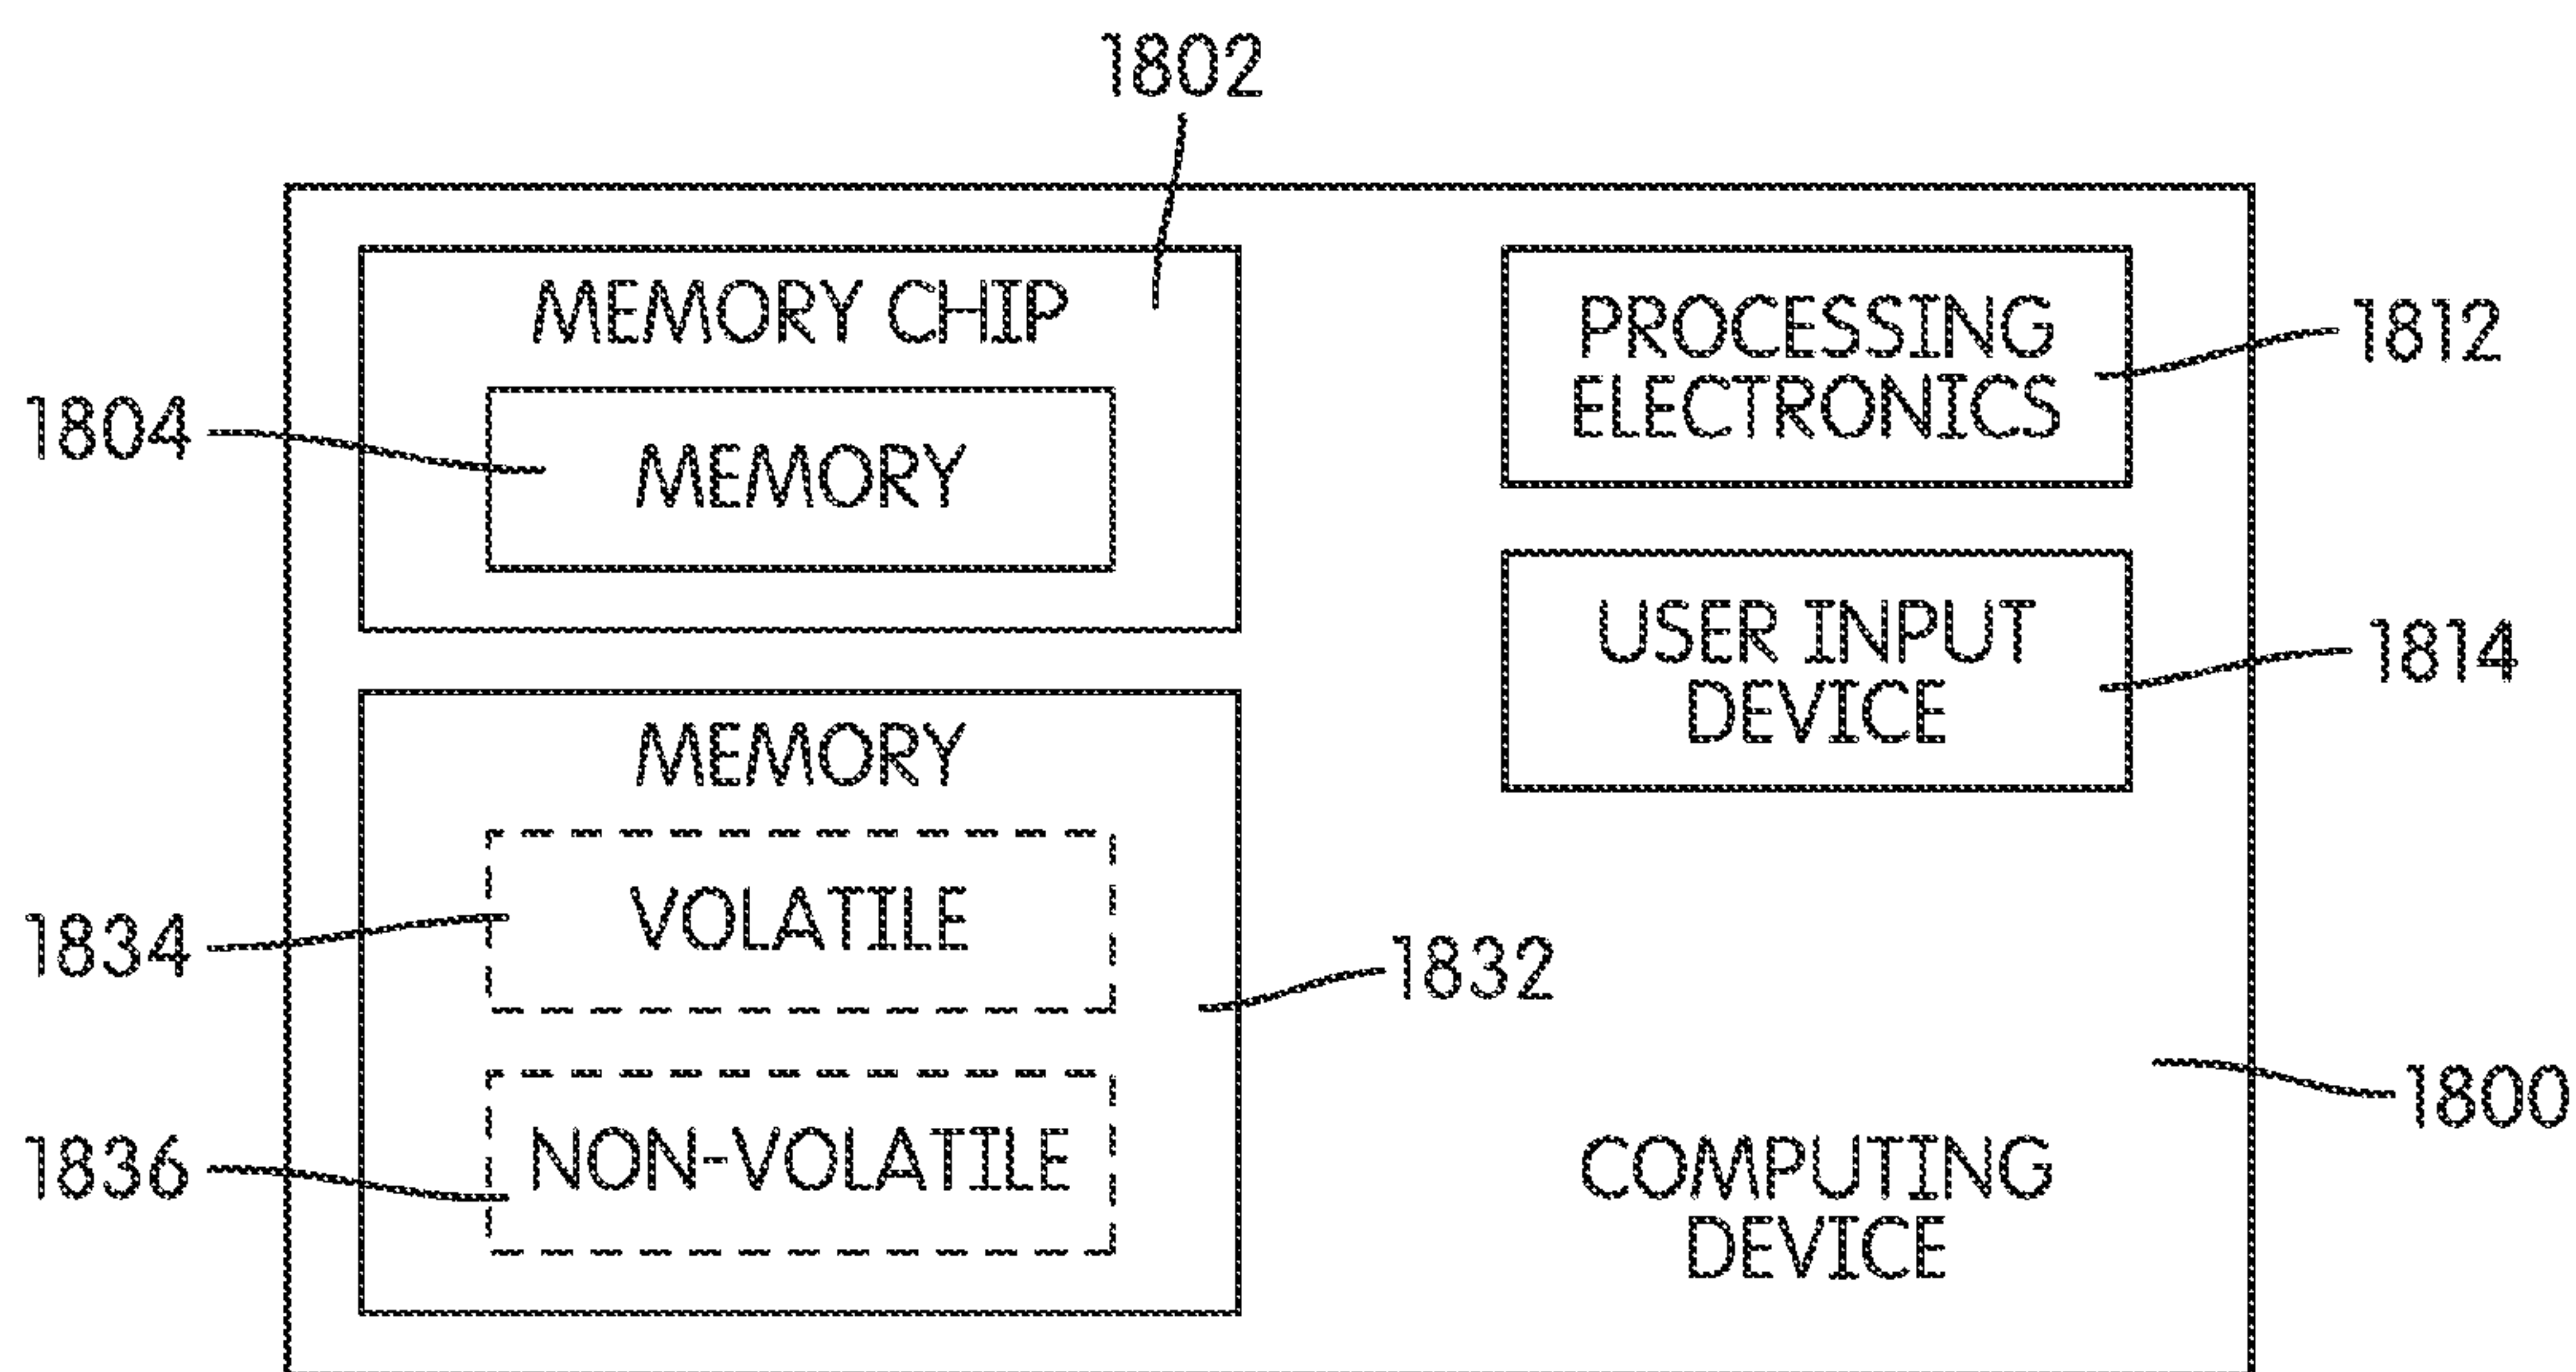 1802
MEMORY CHIP
1804
MEMORY
PROCESSING
ELECTRONICS
1812
USER INPUT
DEVICE
1814
MEMORY
1834
VOLATILE
1832
1836
NON-VOLATILE
1800
COMPUTING
DEVICE